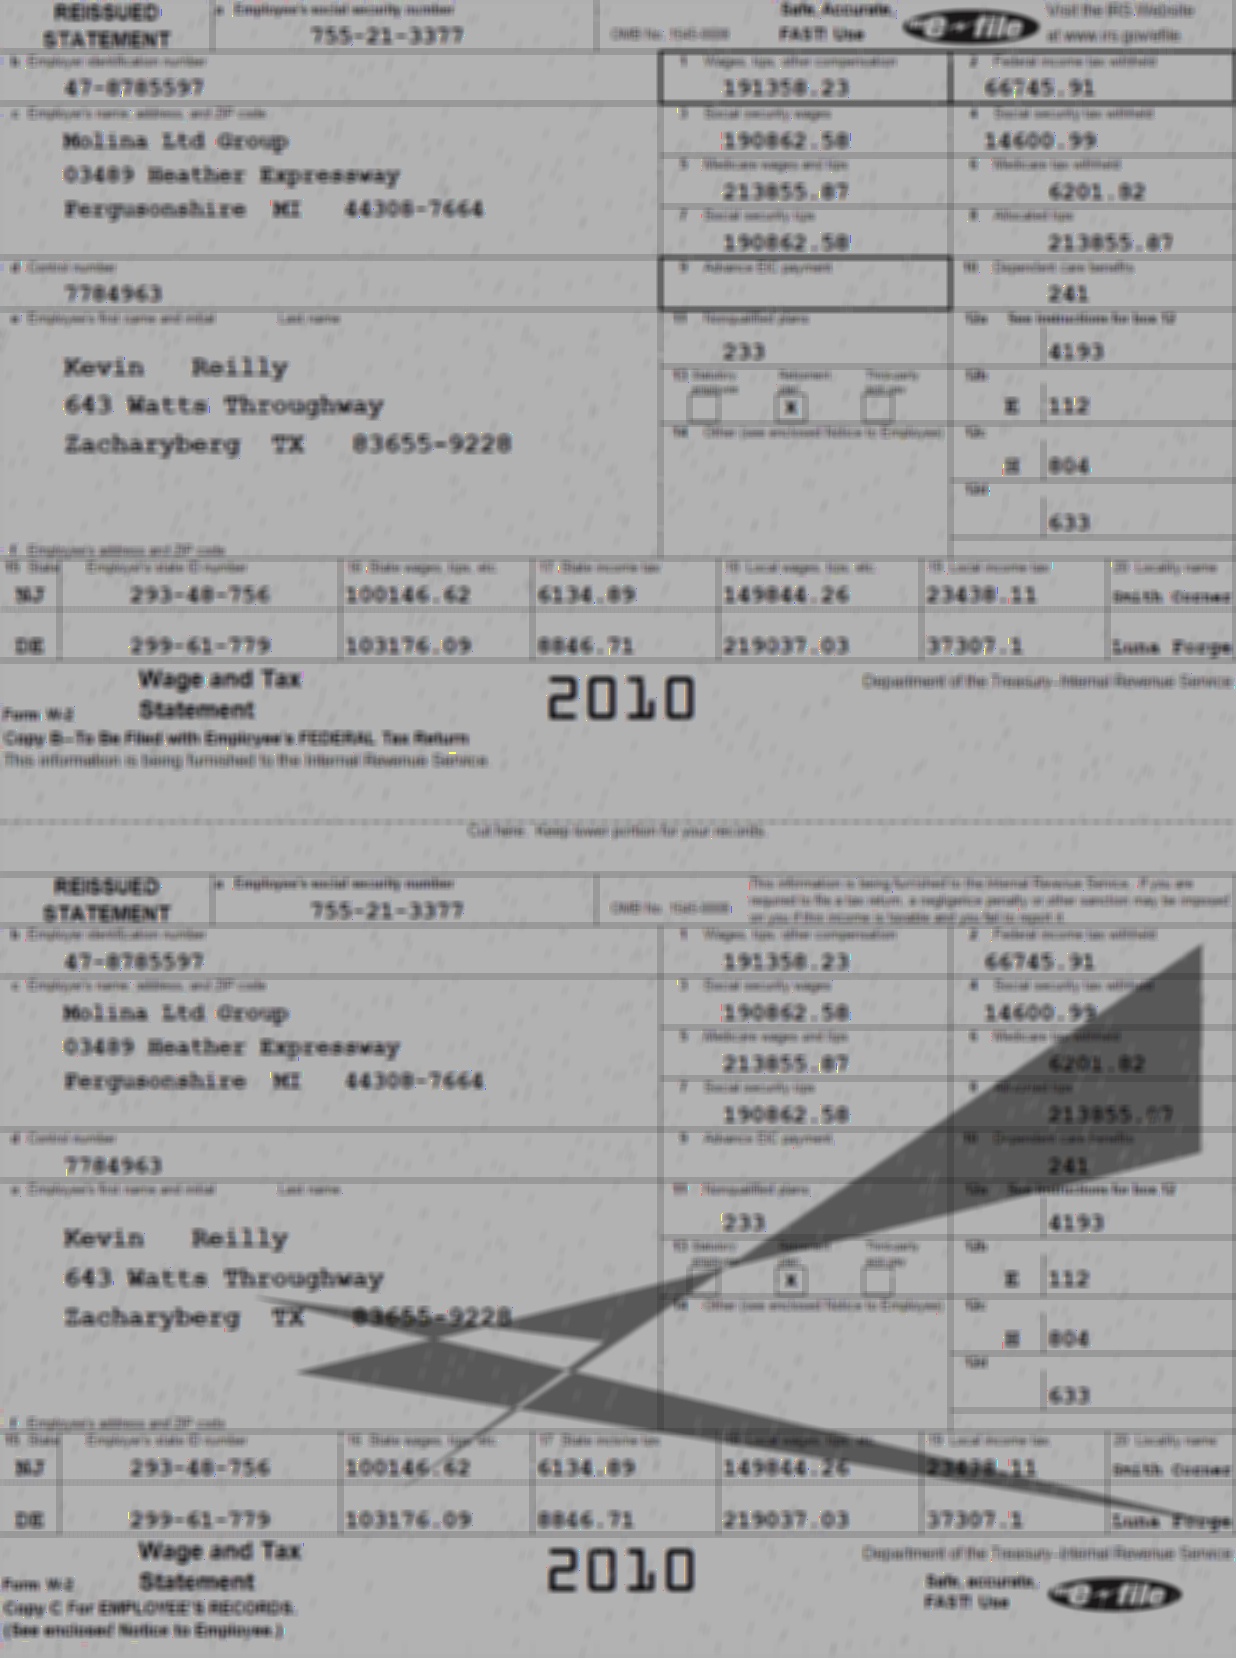 REISSUED STATEMENT
a Employee's social security number
755-21-3377
OMB No. 1545-0008
Safe, Accurate, FAST! Use
e-file
Visit the IRS Website at www.irs.gov/efile
b Employer identification number
47-8785597
1 Wages, tips, other compensation
191358.23
2 Federal income tax withheld
66745.91
c Employer's name, address, and ZIP code
Molina Ltd Group
03489 Heather Expressway
Fergusonshire MI 44308-7664
3 Social security wages
190862.58
4 Social security tax withheld
14600.99
5 Medicare wages and tips
213855.87
6 Medicare tax withheld
6201.82
7 Social security tips
190862.58
8 Allocated tips
213855.87
d Control number
7784963
9 Advance EIC payment
10 Dependent care benefits
241
e Employee's first name and initial Last name
Kevin Reilly
643 Watts Throughway
Zacharyberg TX 83655-9228
11 Nonqualified plans
233
12a See instructions for box 12
4193
13 Statutory employee
Retirement plan
X
Third-party sick pay
12b
E 112
14 Other (see enclosed Notice to Employee)
12c
H 804
12d
633
f Employee's address and ZIP code
15 State Employer's state ID number 16 State wages, tips, etc. 17 State income tax 18 Local wages, tips, etc. 19 Local income tax 20 Locality name
NJ 293-48-756 100146.62 6134.89 149844.26 23438.11 Smith Corner
DE 299-61-779 103176.09 8846.71 219037.03 37307.1 Luna Forge
Form W-2
Wage and Tax Statement
2010
Department of the Treasury-Internal Revenue Service
Copy B-To Be Filed with Employee's FEDERAL Tax Return
This information is being furnished to the Internal Revenue Service.
Cut here. Keep lower portion for your records.
REISSUED STATEMENT
a Employee's social security number
755-21-3377
OMB No. 1545-0008
This information is being furnished to the Internal Revenue Service. If you are
required to file a tax return, a negligence penalty or other sanction may be imposed
on you if this income is taxable and you fail to report it.
b Employer identification number
47-8785597
1 Wages, tips, other compensation
191358.23
2 Federal income tax withheld
66745.91
c Employer's name, address, and ZIP code
Molina Ltd Group
03489 Heather Expressway
Fergusonshire MI 44308-7664
3 Social security wages
190862.58
4 Social security tax withheld
14600.99
5 Medicare wages and tips
213855.87
6 Medicare tax withheld
6201.82
7 Social security tips
190862.58
8 Allocated tips
213855.87
d Control number
7784963
9 Advance EIC payment
10 Dependent care benefits
241
e Employee's first name and initial Last name
Kevin Reilly
643 Watts Throughway
Zacharyberg TX 83655-9228
11 Nonqualified plans
233
12a See instructions for box 12
4193
13 Statutory employee
Retirement plan
X
Third-party sick pay
12b
E 112
14 Other (see enclosed Notice to Employee)
12c
H 804
12d
633
f Employee's address and ZIP code
15 State Employer's state ID number 16 State wages, tips, etc. 17 State income tax 18 Local wages, tips, etc. 19 Local income tax 20 Locality name
NJ 293-48-756 100146.62 6134.89 149844.26 23438.11 Smith Corner
DE 299-61-779 103176.09 8846.71 219037.03 37307.1 Luna Forge
Form W-2
Wage and Tax Statement
2010
Department of the Treasury-Internal Revenue Service
Copy C For EMPLOYEE'S RECORDS.
(See enclosed Notice to Employee.)
Safe, accurate, FAST! Use
e-file